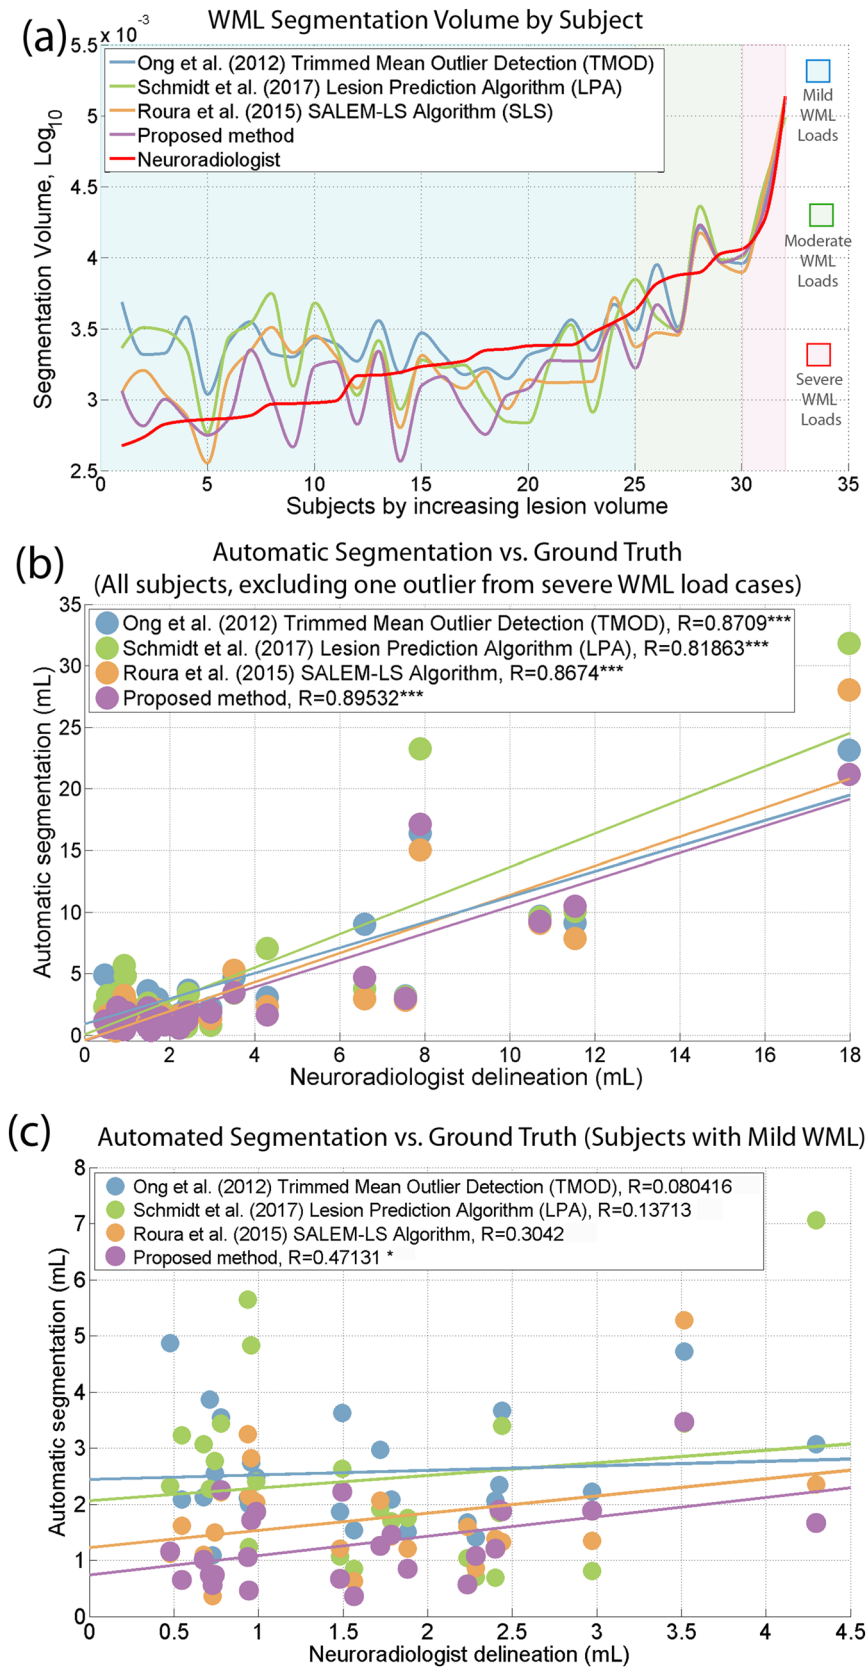 (a)
WML Segmentation Volume by Subject
× 10⁻³
Segmentation Volume, Log₁₀
5.5
5
4.5
4
3.5
3
2.5
Ong et al. (2012) Trimmed Mean Outlier Detection (TMOD)
Schmidt et al. (2017) Lesion Prediction Algorithm (LPA)
Roura et al. (2015) SALEM-LS Algorithm (SLS)
Proposed method
Neuroradiologist
Mild
WML
Loads
Moderate
WML
Loads
Severe
WML
Loads
0 5 10 15 20 25 30 35
Subjects by increasing lesion volume
(b)
Automatic Segmentation vs. Ground Truth
(All subjects, excluding one outlier from severe WML load cases)
Automatic segmentation (mL)
35
30
25
20
15
10
5
0
Ong et al. (2012) Trimmed Mean Outlier Detection (TMOD), R=0.8709***
Schmidt et al. (2017) Lesion Prediction Algorithm (LPA), R=0.81863***
Roura et al. (2015) SALEM-LS Algorithm, R=0.8674***
Proposed method, R=0.89532***
0 2 4 6 8 10 12 14 16 18
Neuroradiologist delineation (mL)
(c)
Automated Segmentation vs. Ground Truth (Subjects with Mild WML)
Automatic segmentation (mL)
8
7
6
5
4
3
2
1
0
Ong et al. (2012) Trimmed Mean Outlier Detection (TMOD), R=0.080416
Schmidt et al. (2017) Lesion Prediction Algorithm (LPA), R=0.13713
Roura et al. (2015) SALEM-LS Algorithm, R=0.3042
Proposed method, R=0.47131 *
0 0.5 1 1.5 2 2.5 3 3.5 4 4.5
Neuroradiologist delineation (mL)